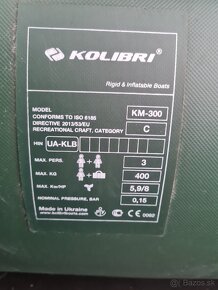 KOLIBRI
Rigid & Inflatable Boats
MODEL KM-300
CONFORMS TO ISO 6185
DIRECTIVE 2013/53/EU
RECREATIONAL CRAFT, CATEGORY C
HIN UA-KLB
MAX. PERS. 3
MAX. KG 400
MAX. Kw/HP 5,9/8
NOMINAL PRESSURE, BAR 0,15
Made in Ukraine
www.kolibriboats.com
CE 0082
bazos.sk